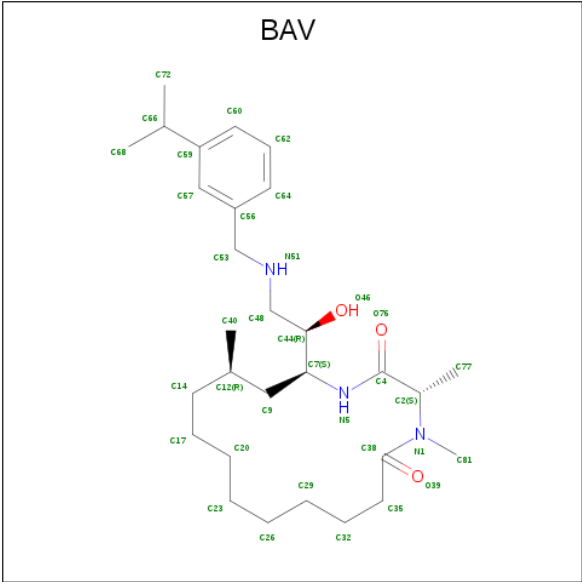 BAV
C72
C66
C60
C68
C59
C62
C57
C64
C56
C53
N51
NH
O46
C48
OH
C40
O76
C44(R)
O
C7(S)
C77
C12(R)
C4
C14
C9
N
H
N5
C2(S)
C17
C38
N
N1
C81
C20
O
O39
C29
C35
C23
C26
C32